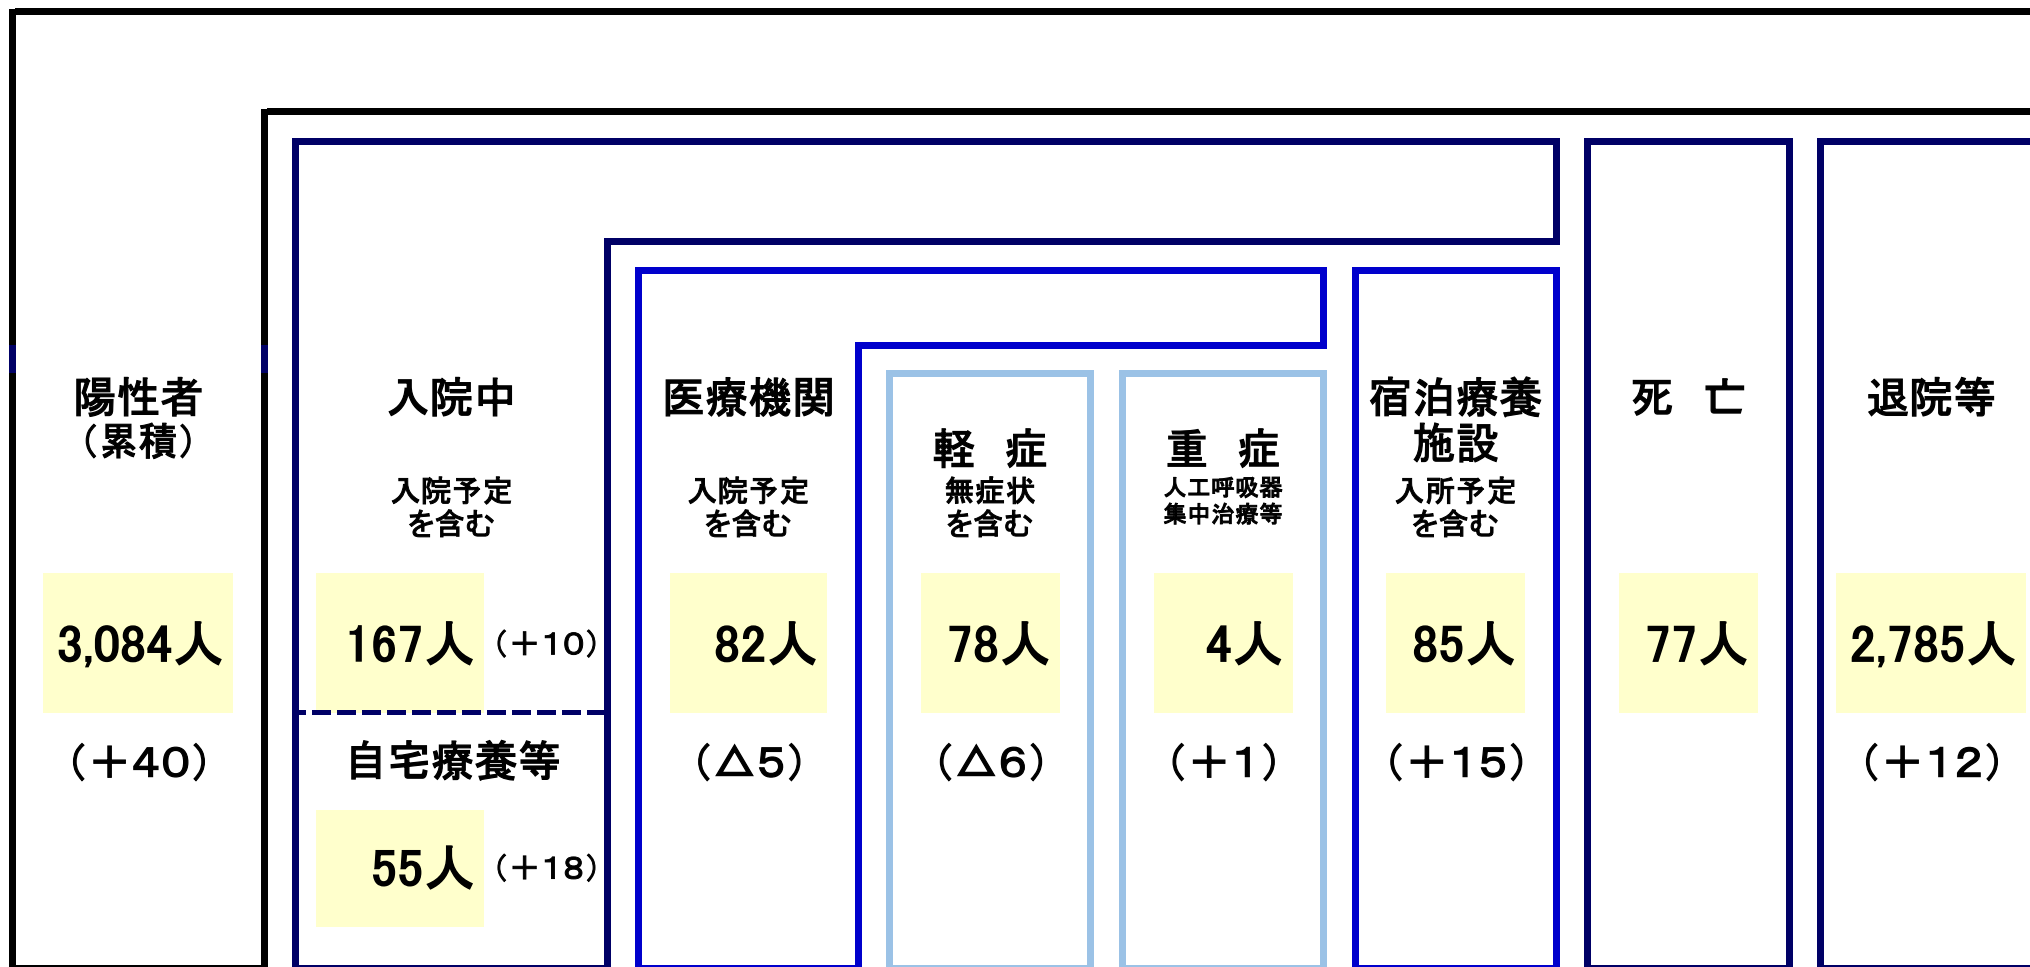 陽性者
（累積）
3,084人
（＋40）
入院中
入院予定
を含む
167人（＋10）
自宅療養等
55人（＋18）
医療機関
入院予定
を含む
82人
（△5）
軽　症
無症状
を含む
78人
（△6）
重　症
人工呼吸器
集中治療等
4人
（＋1）
宿泊療養
施設
入所予定
を含む
85人
（＋15）
死　亡
77人
退院等
2,785人
（＋12）